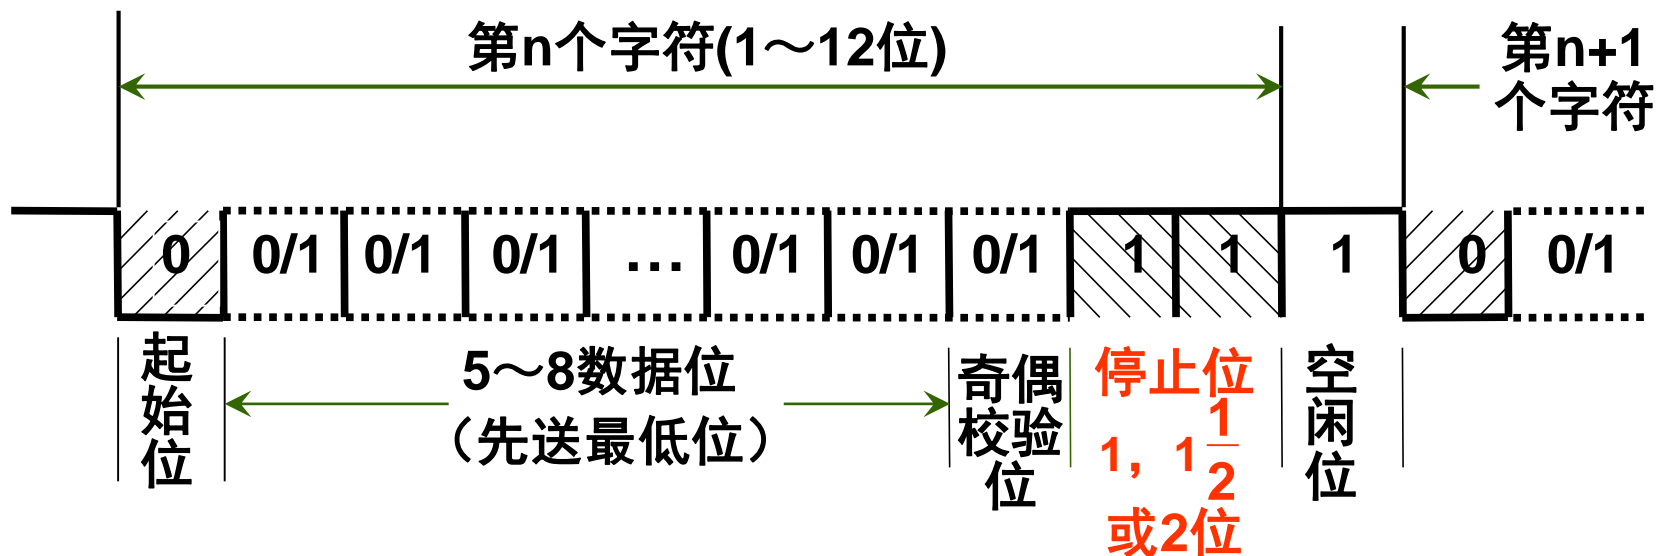 第n个字符(1～12位)
第n+1
个字符
0 0/1 0/1 0/1 … 0/1 0/1 0/1 1 1 1 0 0/1
起始位
5～8数据位
（先送最低位）
奇偶
校验
位
停止位
1，1 1/2
或2位
空闲位